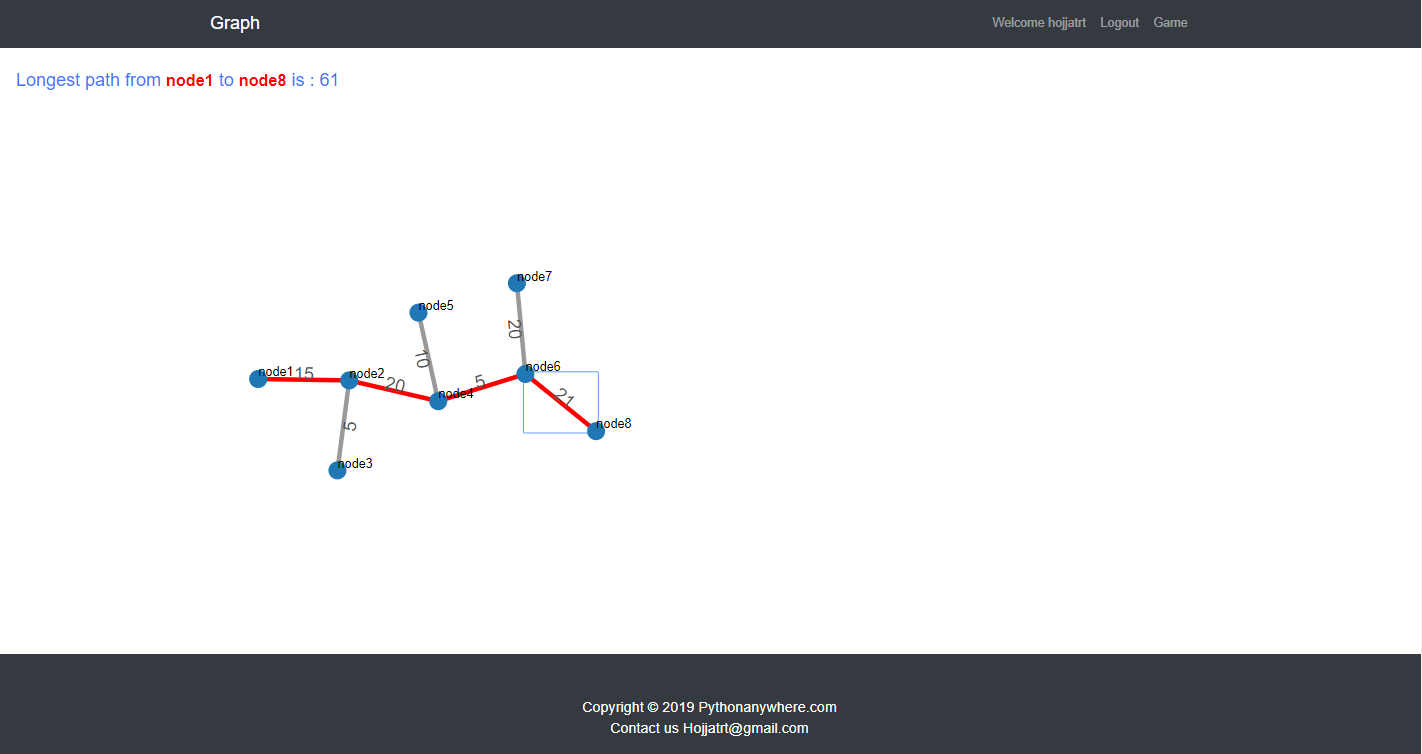 Graph Welcome hojjatrt Logout Game
Longest path from node1 to node8 is : 61
node7
node5
20
10
node6
node1 15 node2
20 5
node4
21
5
node8
node3
Copyright © 2019 Pythonanywhere.com
Contact us Hojjatrt@gmail.com